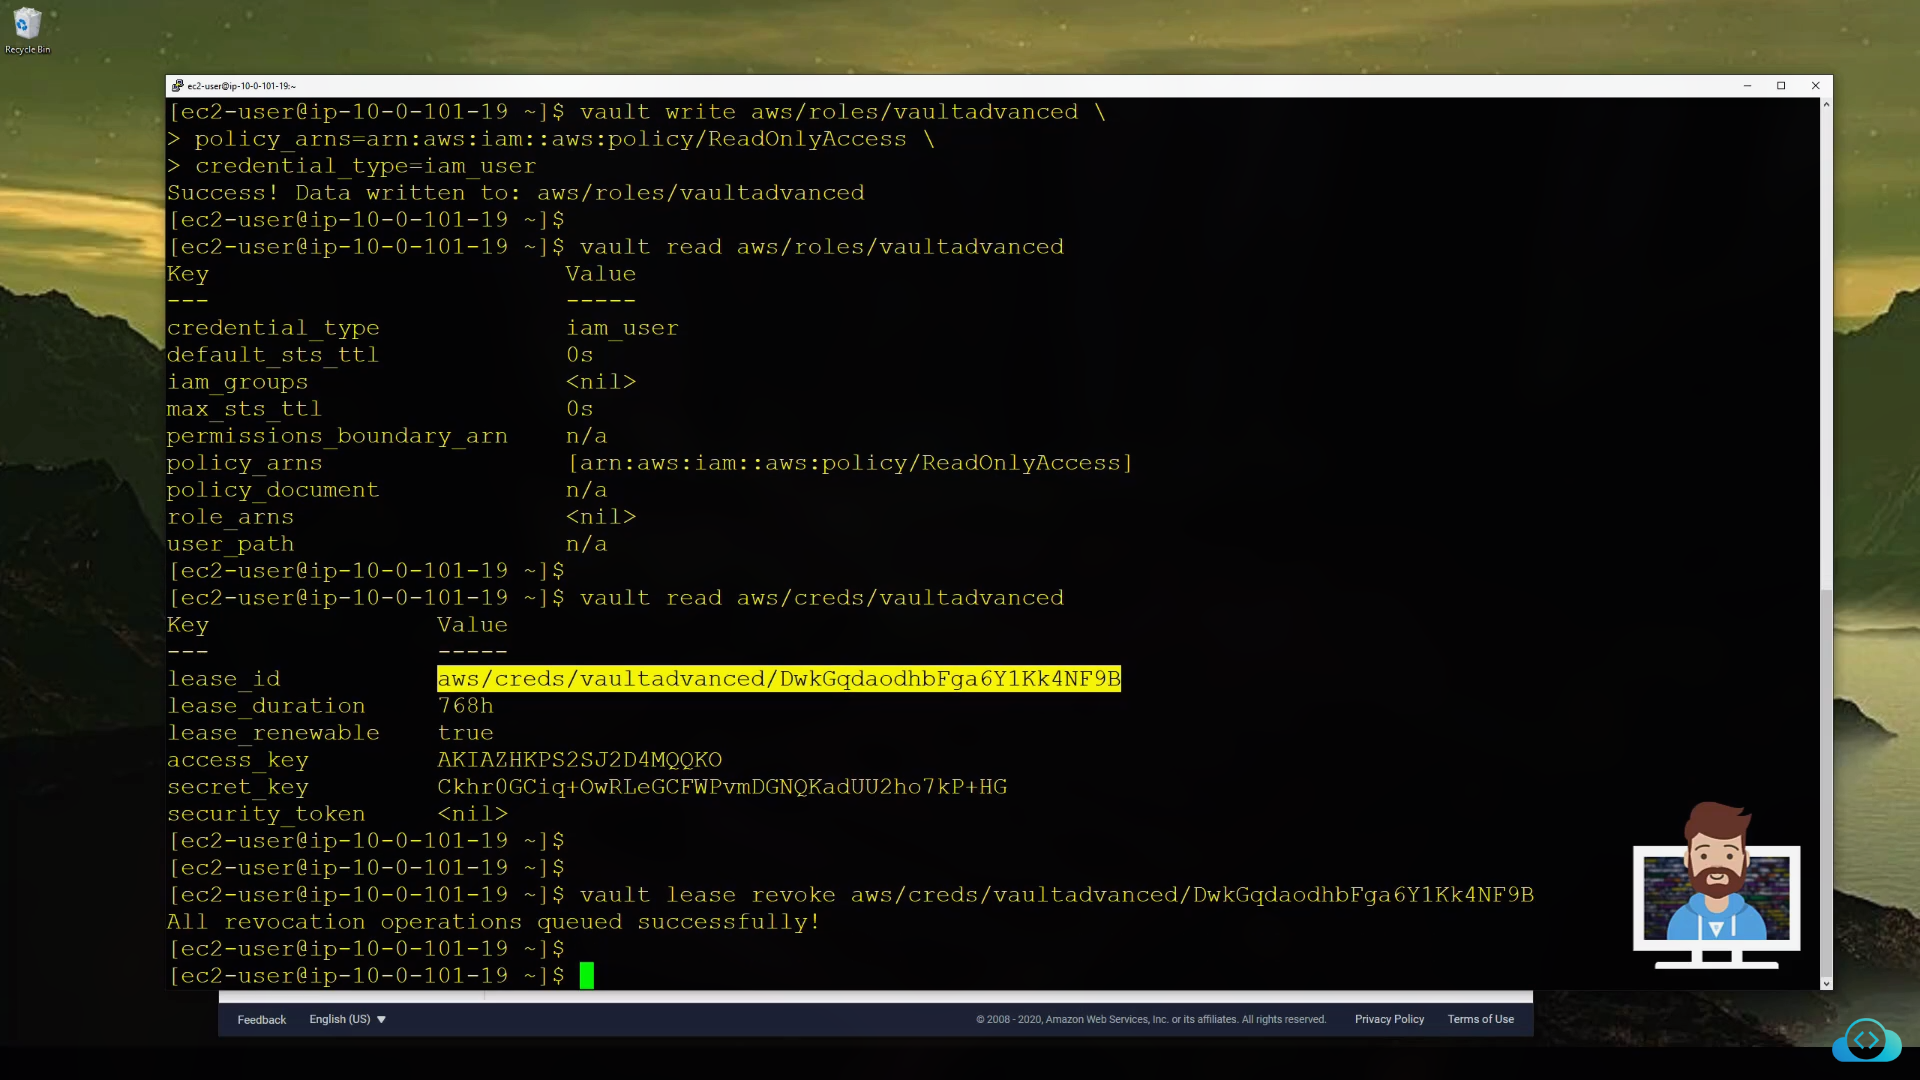 Recycle Bin
ec2-user@ip-10-0-101-19:~
[ec2-user@ip-10-0-101-19 ~]$ vault write aws/roles/vaultadvanced \
> policy_arns=arn:aws:iam::aws:policy/ReadOnlyAccess \
> credential_type=iam_user
Success! Data written to: aws/roles/vaultadvanced
[ec2-user@ip-10-0-101-19 ~]$
[ec2-user@ip-10-0-101-19 ~]$ vault read aws/roles/vaultadvanced
Key Value
--- -----
credential_type iam_user
default_sts_ttl 0s
iam_groups <nil>
max_sts_ttl 0s
permissions_boundary_arn n/a
policy_arns [arn:aws:iam::aws:policy/ReadOnlyAccess]
policy_document n/a
role_arns <nil>
user_path n/a
[ec2-user@ip-10-0-101-19 ~]$
[ec2-user@ip-10-0-101-19 ~]$ vault read aws/creds/vaultadvanced
Key Value
--- -----
lease_id aws/creds/vaultadvanced/DwkGqdaodhbFga6Y1Kk4NF9B
lease_duration 768h
lease_renewable true
access_key AKIAZHKPS2SJ2D4MQQKO
secret_key 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
security_token <nil>
[ec2-user@ip-10-0-101-19 ~]$
[ec2-user@ip-10-0-101-19 ~]$
[ec2-user@ip-10-0-101-19 ~]$ vault lease revoke aws/creds/vaultadvanced/DwkGqdaodhbFga6Y1Kk4NF9B
All revocation operations queued successfully!
[ec2-user@ip-10-0-101-19 ~]$
[ec2-user@ip-10-0-101-19 ~]$
Feedback English (US) © 2008 - 2020, Amazon Web Services, Inc. or its affiliates. All rights reserved. Privacy Policy Terms of Use